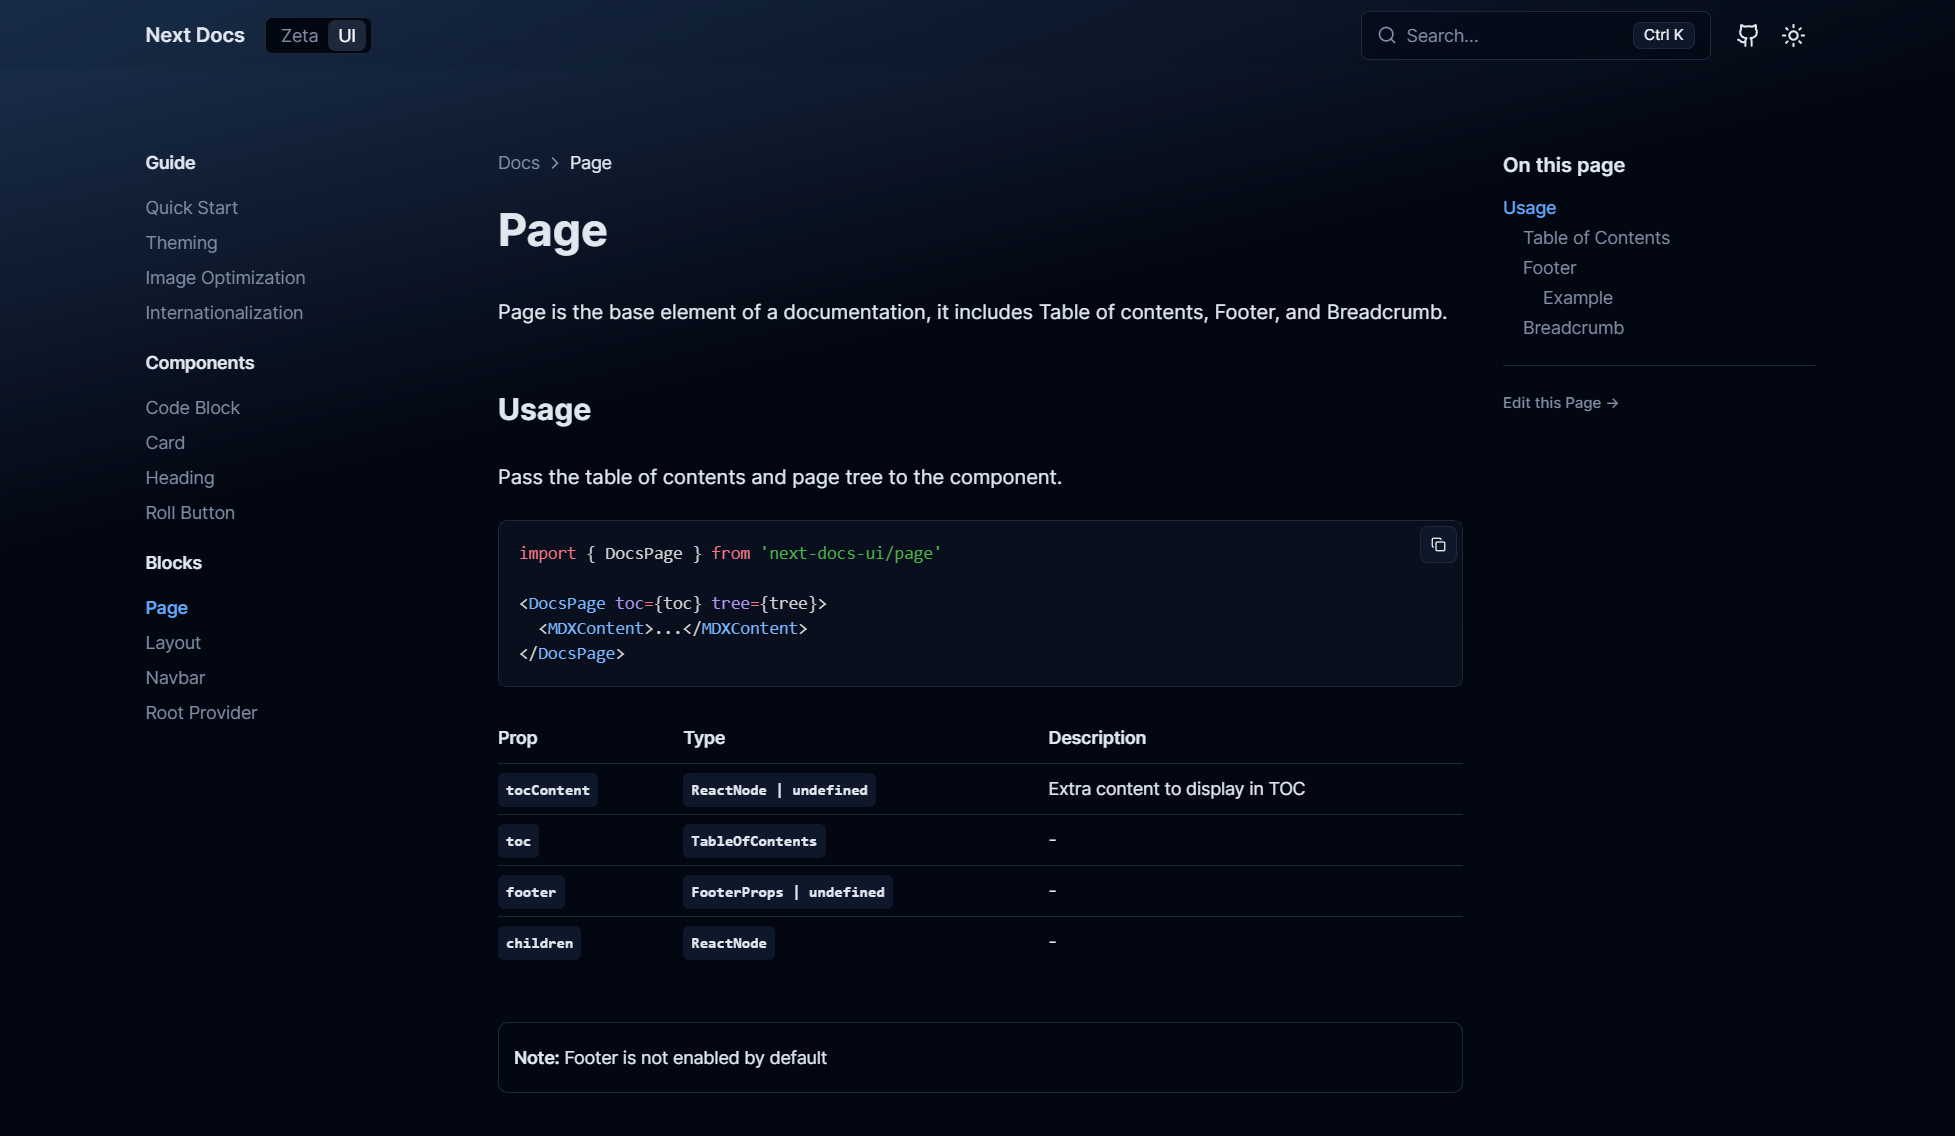 Next Docs
Zeta UI
Search...
Ctrl K
Guide
Quick Start
Theming
Image Optimization
Internationalization
Components
Code Block
Card
Heading
Roll Button
Blocks
Page
Layout
Navbar
Root Provider
Docs > Page
Page
Page is the base element of a documentation, it includes Table of contents, Footer, and Breadcrumb.
Usage
Pass the table of contents and page tree to the component.
import { DocsPage } from 'next-docs-ui/page'
<DocsPage toc={toc} tree={tree}>
  <MDXContent>...</MDXContent>
</DocsPage>
Prop Type Description
tocContent ReactNode | undefined Extra content to display in TOC
toc TableOfContents -
footer FooterProps | undefined -
children ReactNode -
Note: Footer is not enabled by default
On this page
Usage
Table of Contents
Footer
Example
Breadcrumb
Edit this Page →